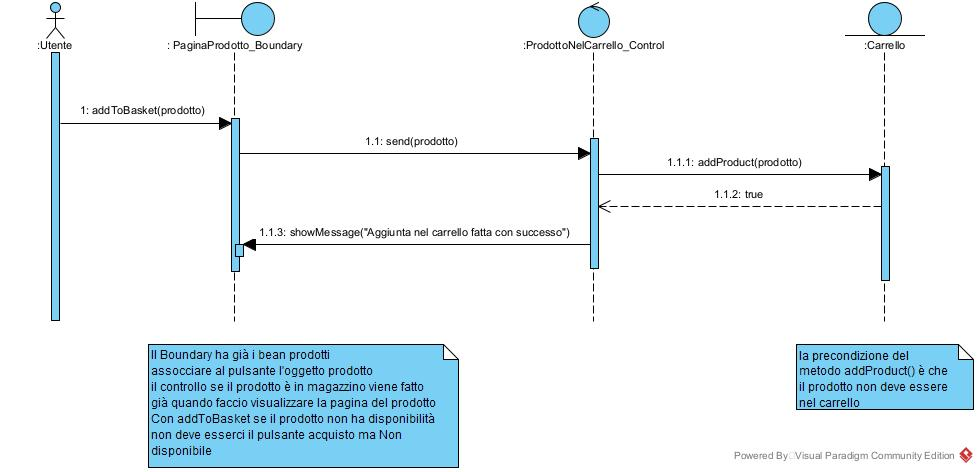 :Utente
: PaginaProdotto_Boundary
:ProdottoNelCarrello_Control
:Carrello
1: addToBasket(prodotto)
1.1: send(prodotto)
1.1.1: addProduct(prodotto)
1.1.2: true
1.1.3: showMessage("Aggiunta nel carrello fatta con successo")
Il Boundary ha già i bean prodotti
assocciare al pulsante l'oggetto prodotto
il controllo se il prodotto è in magazzino viene fatto
già quando faccio visualizzare la pagina del prodotto
Con addToBasket se il prodotto non ha disponibilità
non deve esserci il pulsante acquisto ma Non
disponibile
la precondizione del
metodo addProduct() è che
il prodotto non deve essere
nel carrello
Powered By Visual Paradigm Community Edition